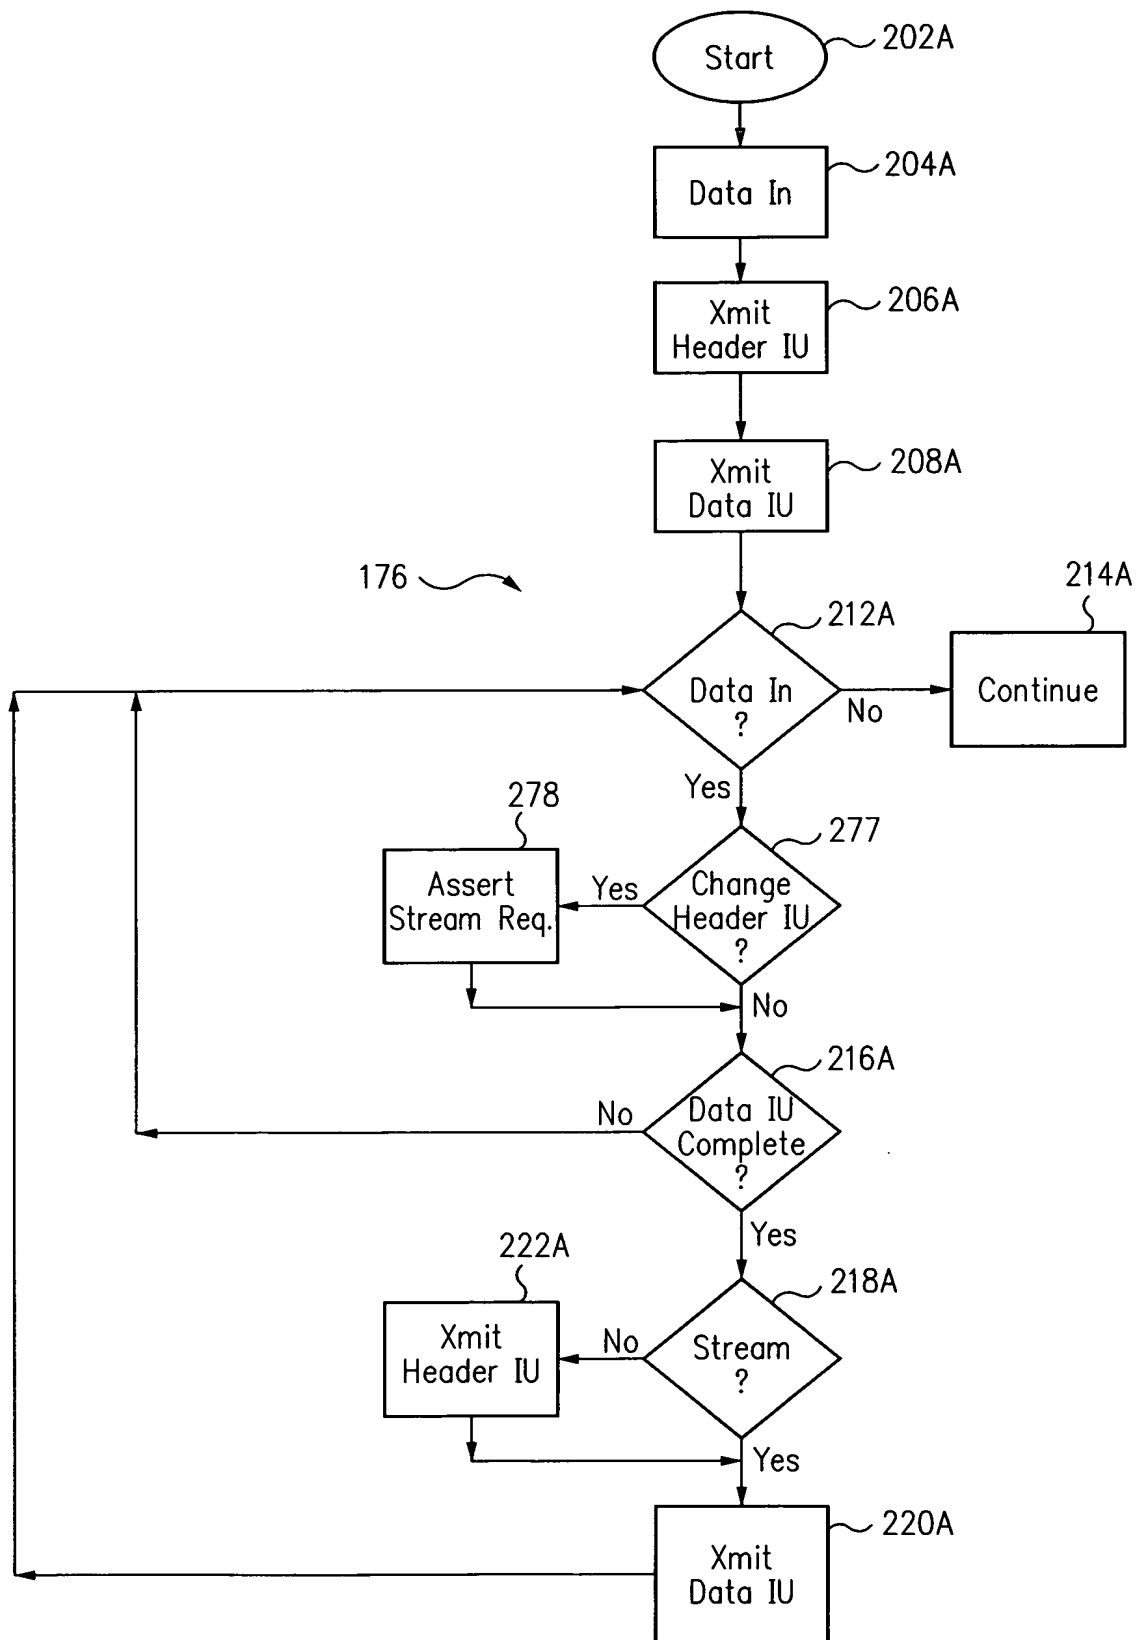 Start
202A
Data In
204A
Xmit
Header IU
206A
Xmit
Data IU
208A
176
212A
Data In
?
No
214A
Continue
Yes
278
Assert
Stream Req.
Yes
277
Change
Header IU
?
No
216A
Data IU
Complete
?
No
Yes
222A
Xmit
Header IU
No
218A
Stream
?
Yes
220A
Xmit
Data IU